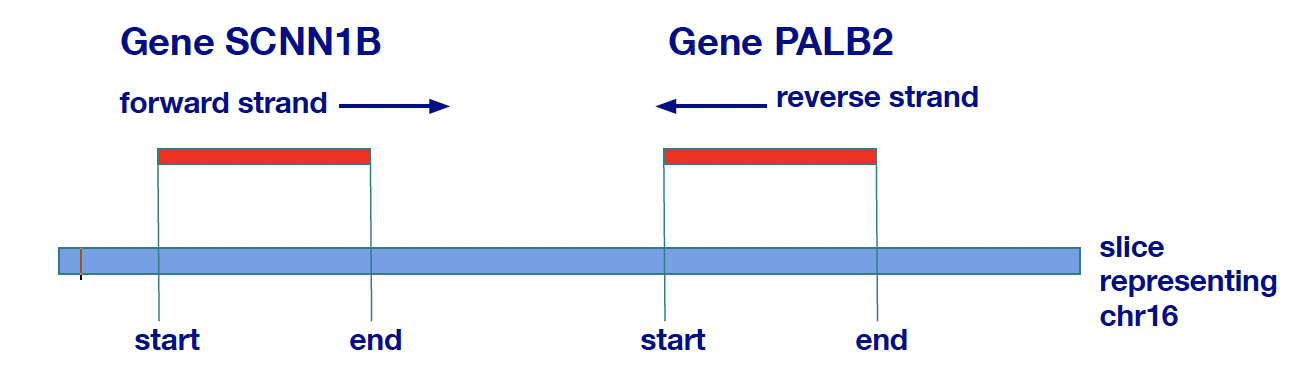 Gene SCNN1B
Gene PALB2
forward strand
reverse strand
slice
representing
chr16
start
end
start
end